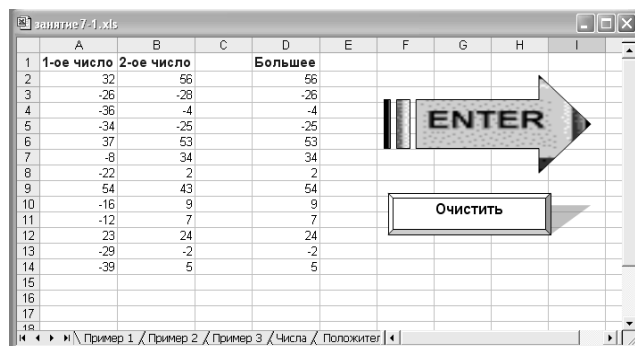 занятие7-1.xls
A B C D E F G H I
1 1-ое число 2-ое число Большее
2 32 56 56
3 -26 -28 -26
4 -36 -4 -4
5 -34 -25 -25
6 37 53 53
7 -8 34 34
8 -22 2 2
9 54 43 54
10 -16 9 9
11 -12 7 7
12 23 24 24
13 -29 -2 -2
14 -39 5 5
15
16
17
18
ENTER
Очистить
Пример 1 / Пример 2 / Пример 3 / Числа / Положител